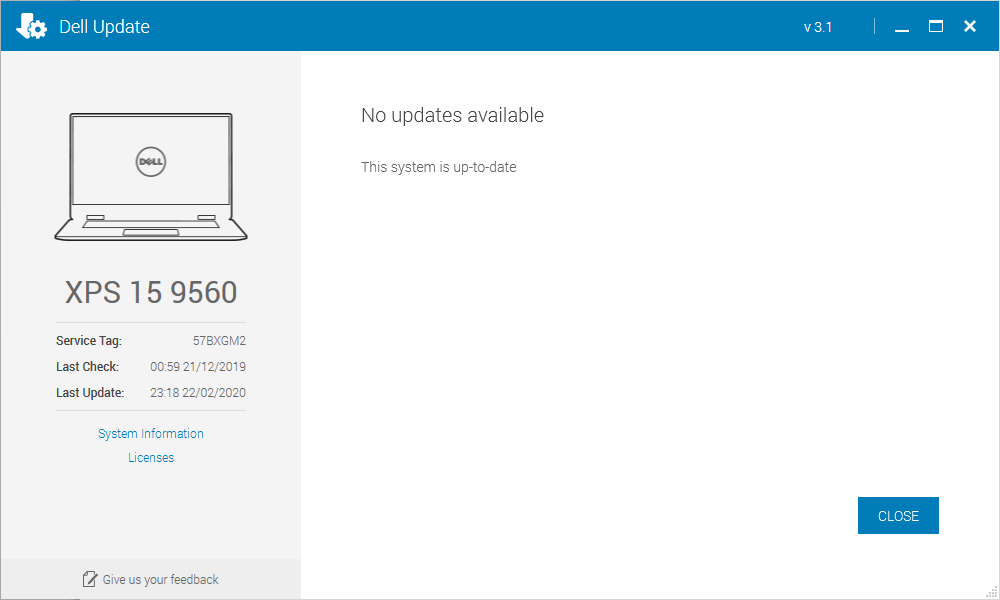 Dell Update
v 3.1
DELL
XPS 15 9560
Service Tag: 57BXGM2
Last Check: 00:59 21/12/2019
Last Update: 23:18 22/02/2020
System Information
Licenses
Give us your feedback
No updates available
This system is up-to-date
CLOSE